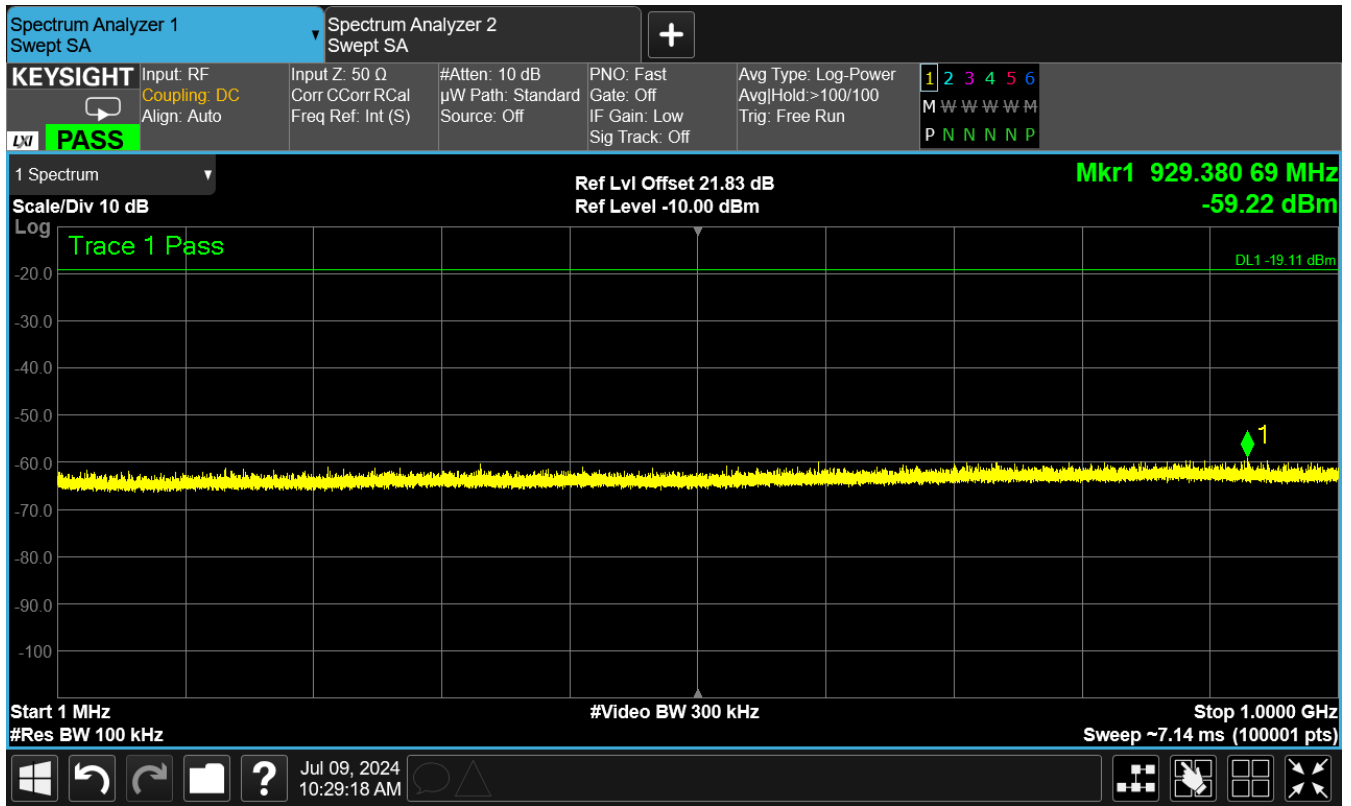 Spectrum Analyzer 1
Swept SA
Spectrum Analyzer 2
Swept SA
KEYSIGHT
LXI PASS
Input: RF
Coupling: DC
Align: Auto
Input Z: 50 Ω
Corr CCorr RCal
Freq Ref: Int (S)
#Atten: 10 dB
µW Path: Standard
Source: Off
PNO: Fast
Gate: Off
IF Gain: Low
Sig Track: Off
Avg Type: Log-Power
Avg|Hold:>100/100
Trig: Free Run
1 2 3 4 5 6
M W W W W M
P N N N N P
1 Spectrum
Scale/Div 10 dB
Ref Lvl Offset 21.83 dB
Ref Level -10.00 dBm
Mkr1 929.380 69 MHz
-59.22 dBm
Log
Trace 1 Pass
DL1 -19.11 dBm
-20.0
-30.0
-40.0
-50.0
1
-60.0
-70.0
-80.0
-90.0
-100
Start 1 MHz
#Video BW 300 kHz
Stop 1.0000 GHz
#Res BW 100 kHz
Sweep ~7.14 ms (100001 pts)
?
Jul 09, 2024
10:29:18 AM